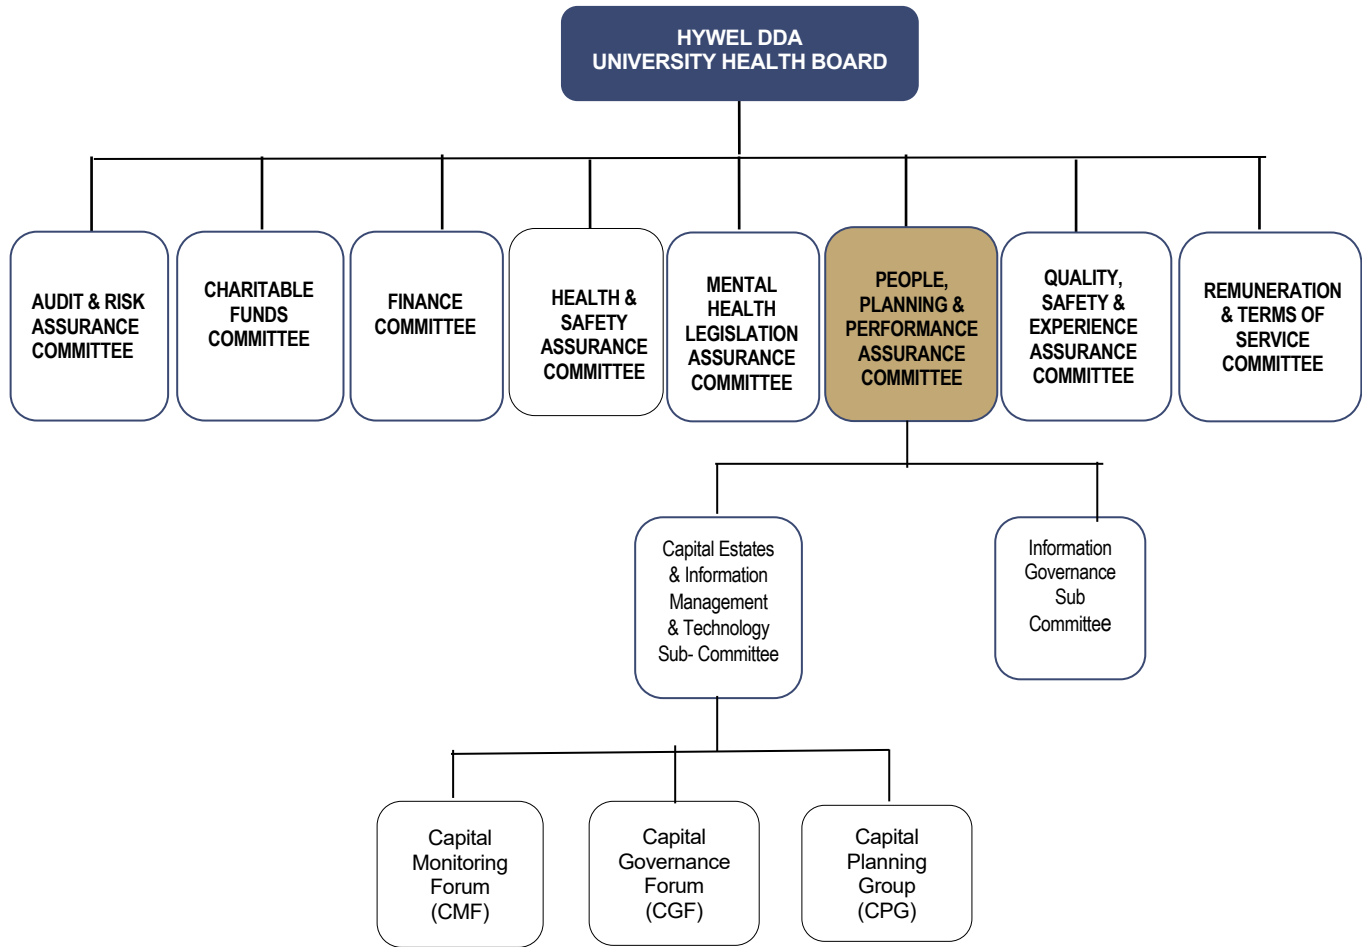 HYWEL DDA
UNIVERSITY HEALTH BOARD
AUDIT & RISK
ASSURANCE
COMMITTEE
CHARITABLE
FUNDS
COMMITTEE
FINANCE
COMMITTEE
HEALTH &
SAFETY
ASSURANCE
COMMITTEE
MENTAL
HEALTH
LEGISLATION
ASSURANCE
COMMITTEE
PEOPLE,
PLANNING &
PERFORMANCE
ASSURANCE
COMMITTEE
QUALITY,
SAFETY &
EXPERIENCE
ASSURANCE
COMMITTEE
REMUNERATION
& TERMS OF
SERVICE
COMMITTEE
Capital Estates
& Information
Management
& Technology
Sub- Committee
Information
Governance
Sub
Committee
Capital
Monitoring
Forum
(CMF)
Capital
Governance
Forum
(CGF)
Capital
Planning
Group
(CPG)